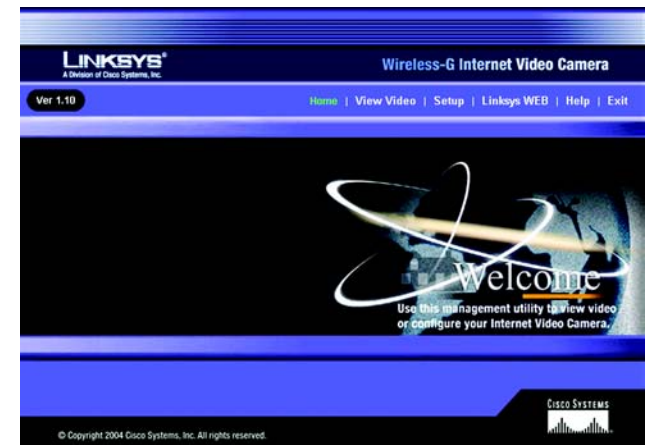 LINKSYS®
A Division of Cisco Systems, Inc.
Wireless-G Internet Video Camera
Ver 1.10
Home | View Video | Setup | Linksys WEB | Help | Exit
Welcome
Use this management utility to view video
or configure your Internet Video Camera.
CISCO SYSTEMS
© Copyright 2004 Cisco Systems, Inc. All rights reserved.